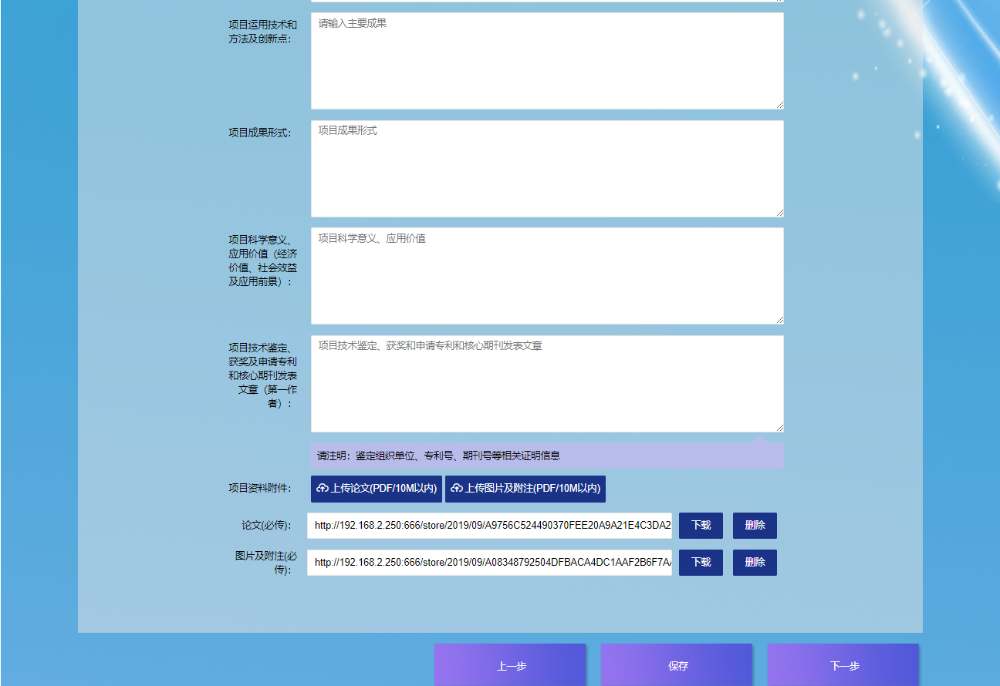 项目运用技术和
方法及创新点：
请输入主要成果
项目成果形式：
项目成果形式
项目科学意义、
应用价值（经济
价值、社会效益
及应用前景）：
项目科学意义、应用价值
项目技术鉴定、
获奖及申请专利
和核心期刊发表
文章（第一作
者）：
项目技术鉴定、获奖和申请专利和核心期刊发表文章
请注明：鉴定组织单位、专利号、期刊号等相关证明信息
项目资料附件：
上传论文(PDF/10M以内)
上传图片及附注(PDF/10M以内)
论文(必传)：
http://192.168.2.250:666/store/2019/09/A9756C524490370FEE20A9A21E4C3DA2
下载
删除
图片及附注(必
传)：
http://192.168.2.250:666/store/2019/09/A08348792504DFBACA4DC1AAF2B6F7A
下载
删除
上一步
保存
下一步